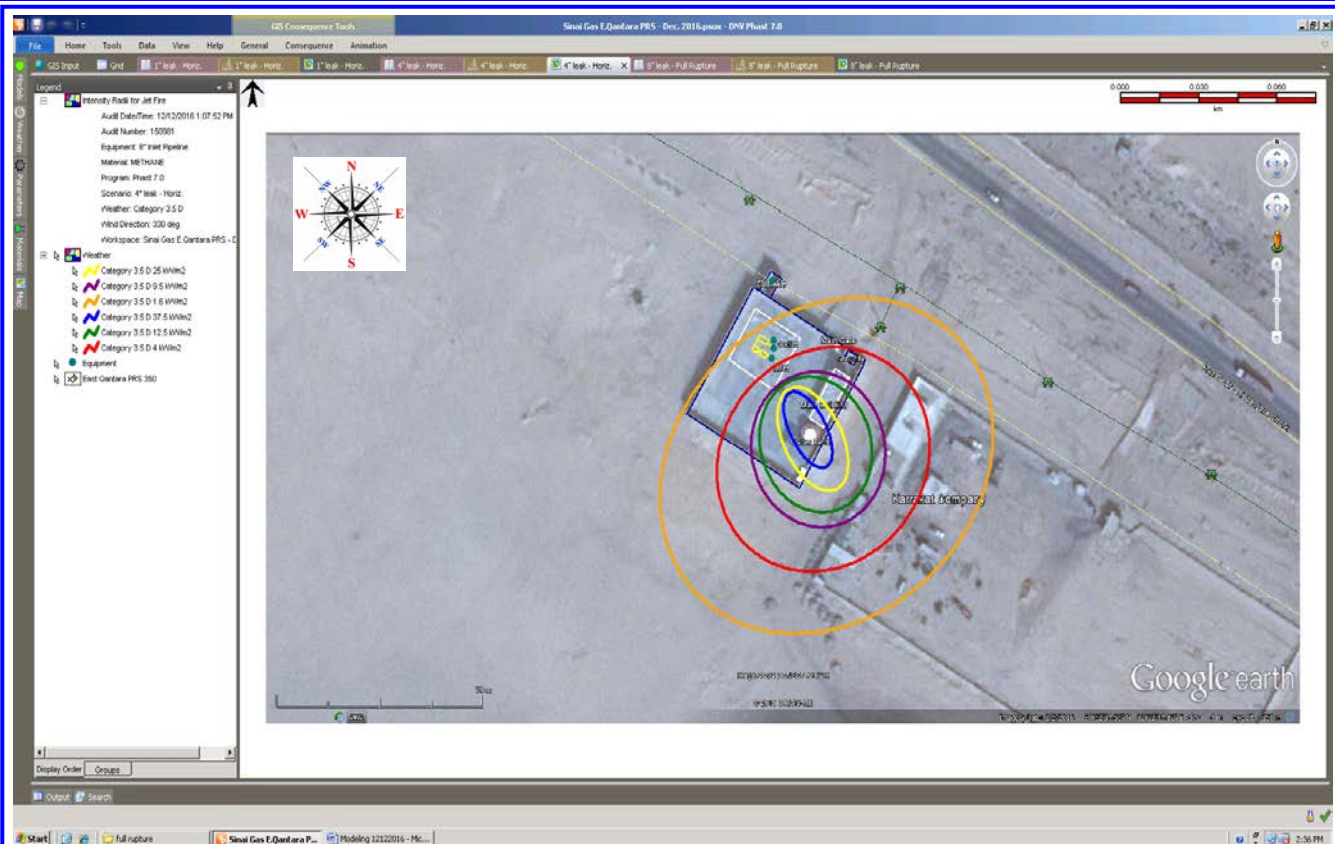 GIS Consequence Tools
Sinai Gas E.Qantara PRS - Dec. 2016.psux - DNV Phast 7.0
File Home Tools Data View Help General Consequence Animation
GIS Input Grid 1" leak - Horiz. 1" leak - Horiz. 1" leak - Horiz. 4" leak - Horiz. 4" leak - Horiz. 4" leak - Horiz. X 8" leak - Full Rupture 8" leak - Full Rupture 8" leak - Full Rupture
Models
Weather
Parameters
Materials
Map
Legend
Intensity Radii for Jet Fire
Audit Date/Time: 12/12/2016 1:07:52 PM
Audit Number: 150981
Equipment: 8" Inlet Pipeline
Material: METHANE
Program: Phast 7.0
Scenario: 4" leak - Horiz.
Weather: Category 3.5 D
Wind Direction: 330 deg
Workspace: Sinai Gas E.Qantara PRS - D
Weather
Category 3.5 D 25 kW/m2
Category 3.5 D 9.5 kW/m2
Category 3.5 D 1.6 kW/m2
Category 3.5 D 37.5 kW/m2
Category 3.5 D 12.5 kW/m2
Category 3.5 D 4 kW/m2
Equipment
East Qantara PRS 350
0.000 0.030 0.060
km
N
NW NE
W E
SW SE
S
N
Karrakat Company
Google earth
Display Order Groups
Output Search
Start full rupture Sinai Gas E.Qantara P... Modeling 12122016 - Mic... 2:36 PM